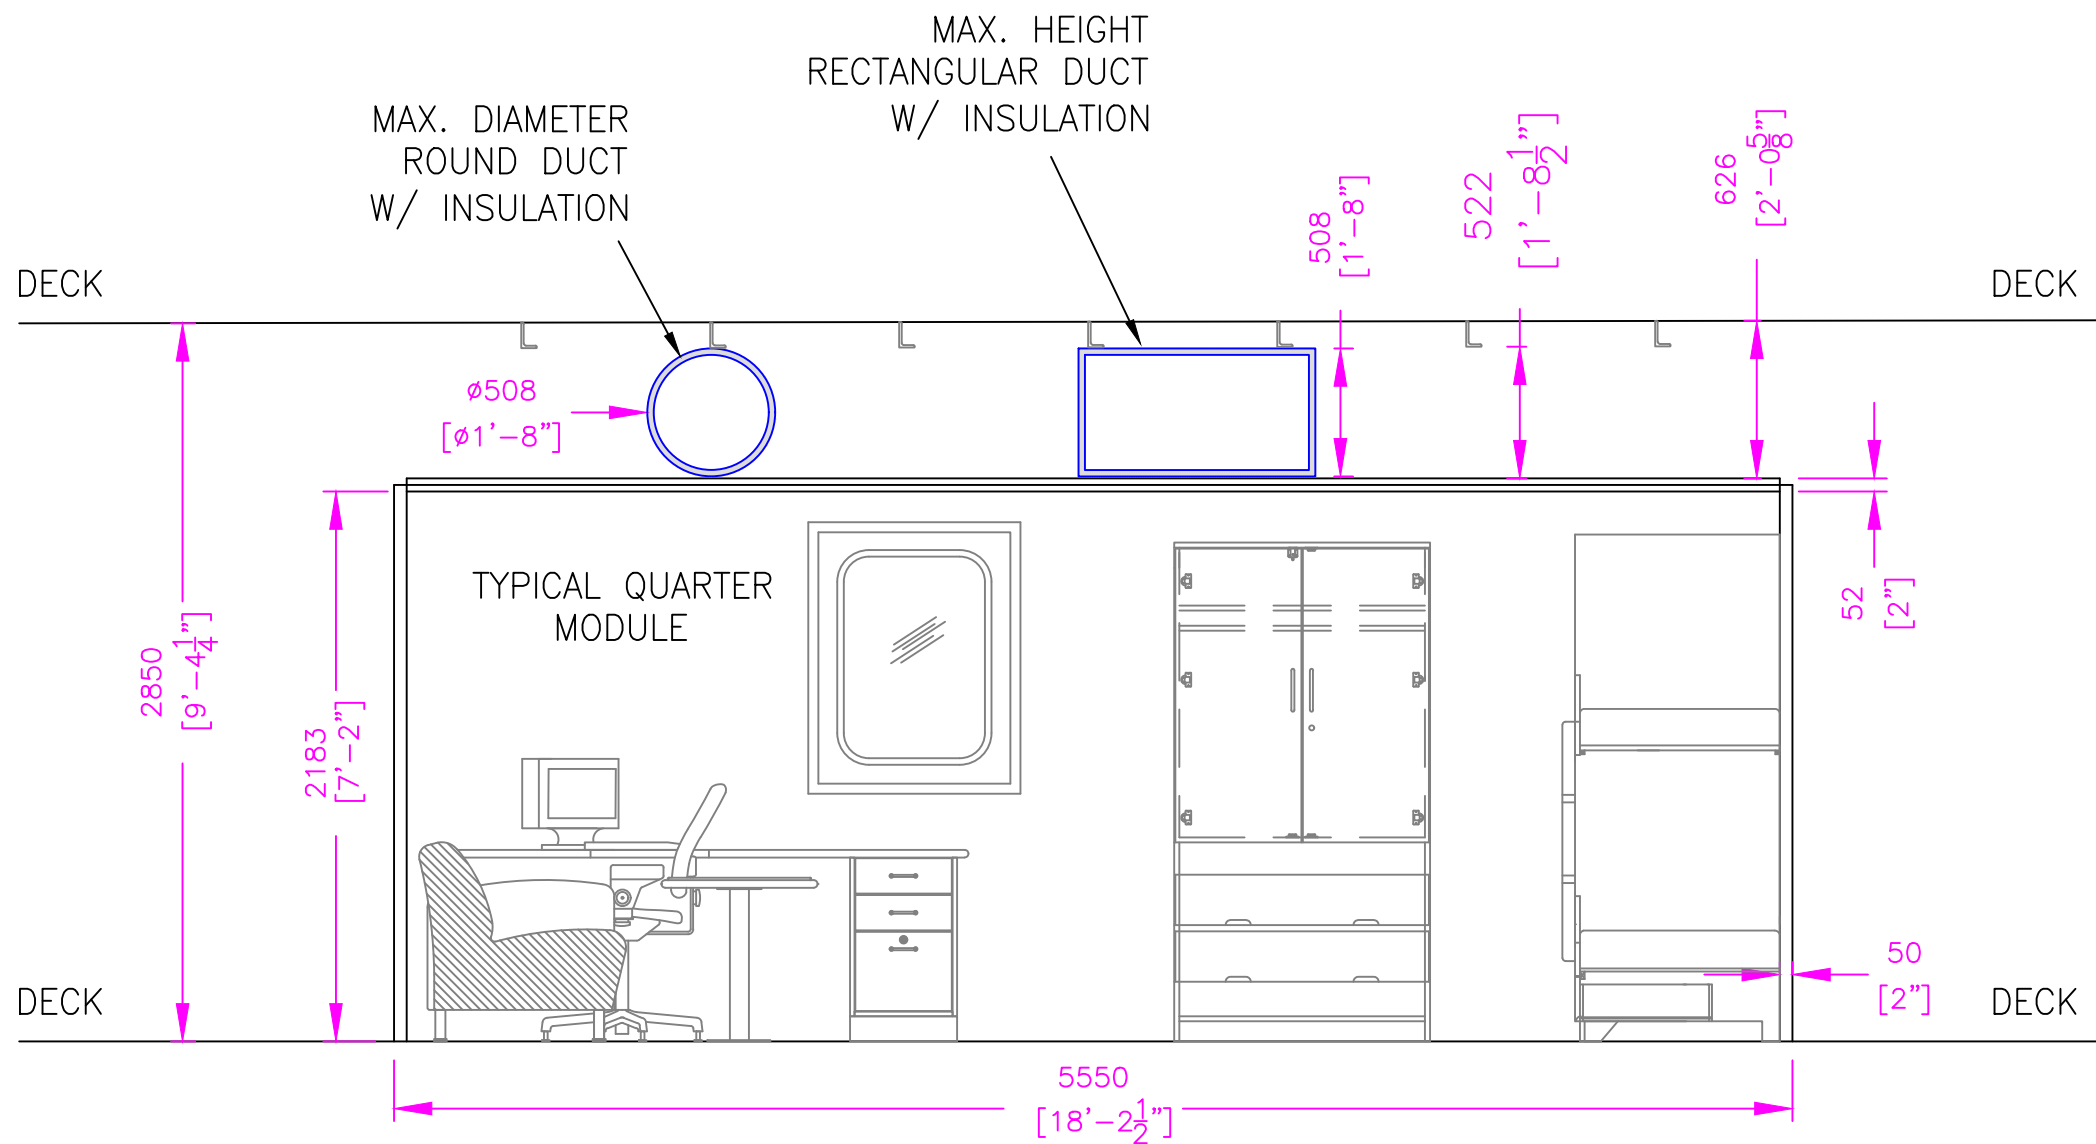 MAX. HEIGHT
RECTANGULAR DUCT
W/ INSULATION
MAX. DIAMETER
ROUND DUCT
W/ INSULATION
508
[1'-8"]
522
[1'-8½"]
626
[2'-0⅝"]
DECK
DECK
ø508
[ø1'-8"]
TYPICAL QUARTER
MODULE
2850
[9'-4¼"]
2183
[7'-2"]
52
[2"]
50
[2"]
DECK
DECK
5550
[18'-2½"]